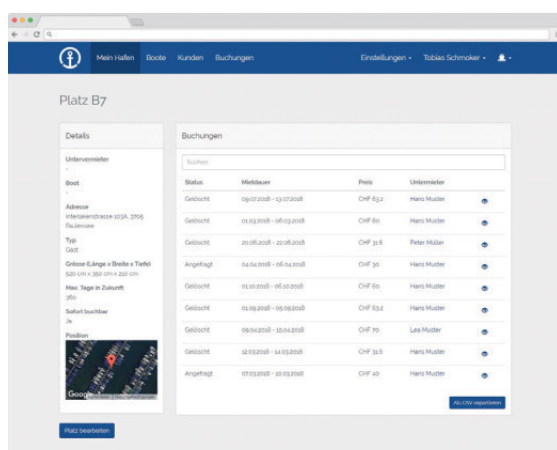 Mein Hafen Boote Kunden Buchungen Einstellungen Tobias Schmoker
Platz B7
Details
Untervermieter
-
Boot
-
Adresse
Interlakenstrasse 103A, 3705
Faulensee
Typ
Gast
Grösse (Länge x Breite x Tiefe)
520 cm x 350 cm x 210 cm
Max. Tage in Zukunft
360
Sofort buchbar
Ja
Position
Google
Platz bearbeiten
Buchungen
Suchen
Status Mietdauer Preis Untermieter
Gelöscht 09.07.2018 - 13.07.2018 CHF 63.2 Hans Muster
Gelöscht 01.03.2018 - 06.03.2018 CHF 60 Hans Muster
Gelöscht 20.06.2018 - 22.06.2018 CHF 31.6 Peter Müller
Angefragt 04.04.2018 - 06.04.2018 CHF 30 Hans Muster
Gelöscht 01.10.2018 - 06.10.2018 CHF 60 Hans Muster
Gelöscht 01.09.2018 - 05.09.2018 CHF 63.2 Hans Muster
Gelöscht 09.04.2018 - 15.04.2018 CHF 70 Lea Muster
Gelöscht 12.03.2018 - 14.03.2018 CHF 31.6 Hans Muster
Angefragt 07.03.2018 - 10.03.2018 CHF 40 Hans Muster
Als CSV exportieren